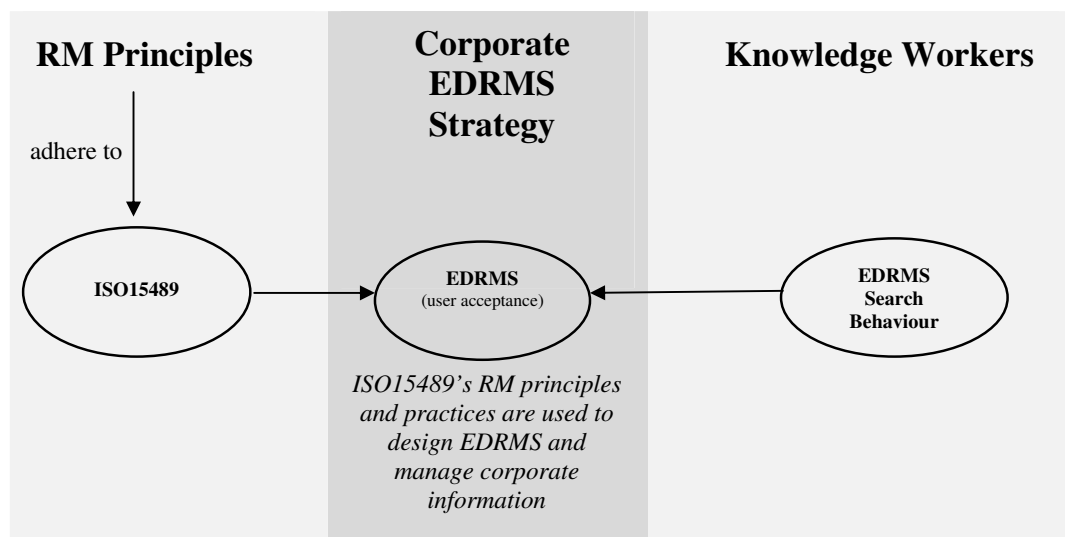 RM Principles
adhere to
ISO15489
Corporate
EDRMS
Strategy
EDRMS
(user acceptance)
ISO15489's RM principles
and practices are used to
design EDRMS and
manage corporate
information
Knowledge Workers
EDRMS
Search
Behaviour